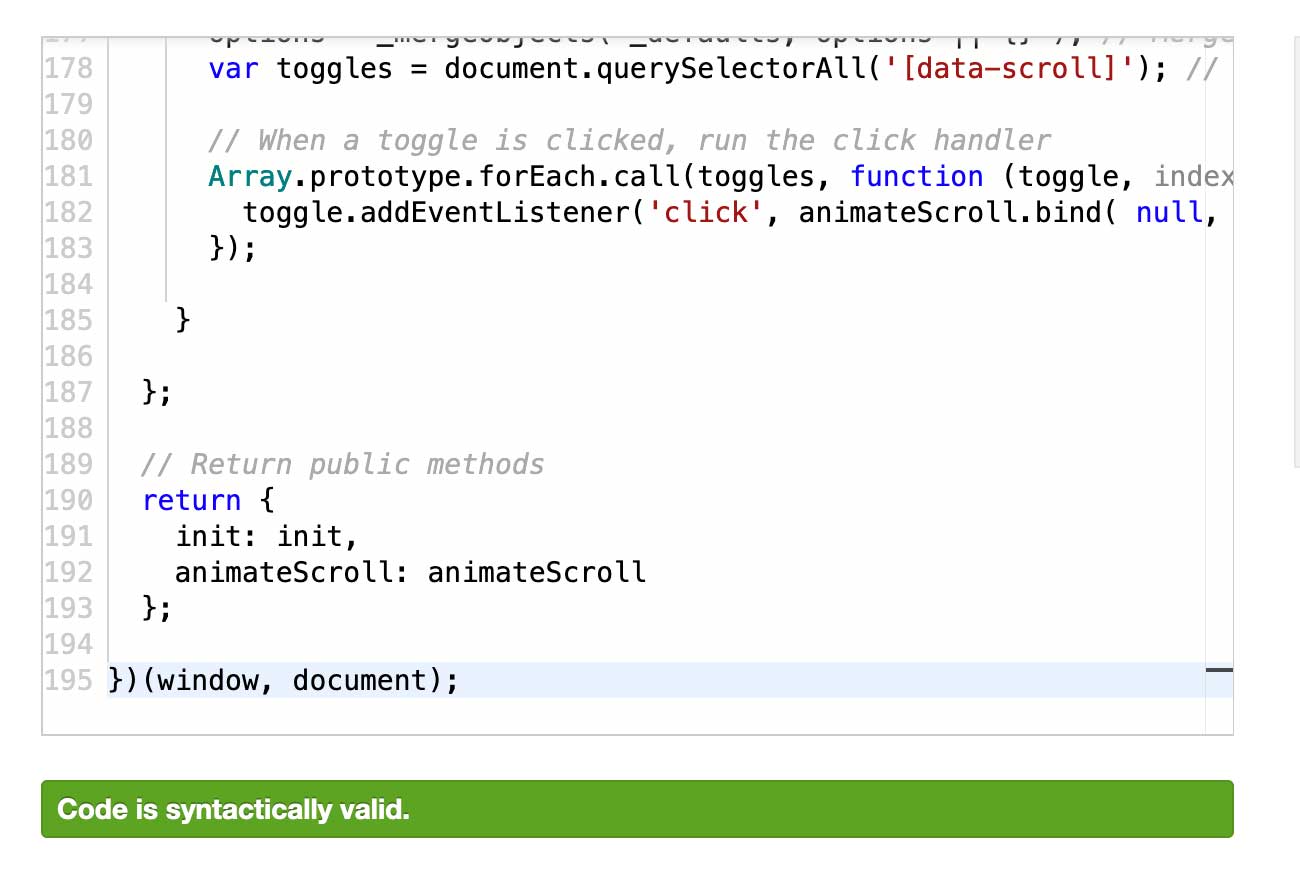 178 var toggles = document.querySelectorAll('[data-scroll]'); //
179
180 // When a toggle is clicked, run the click handler
181 Array.prototype.forEach.call(toggles, function (toggle, index
182 toggle.addEventListener('click', animateScroll.bind( null,
183 });
184
185 }
186
187 };
188
189 // Return public methods
190 return {
191 init: init,
192 animateScroll: animateScroll
193 };
194
195 })(window, document);
Code is syntactically valid.